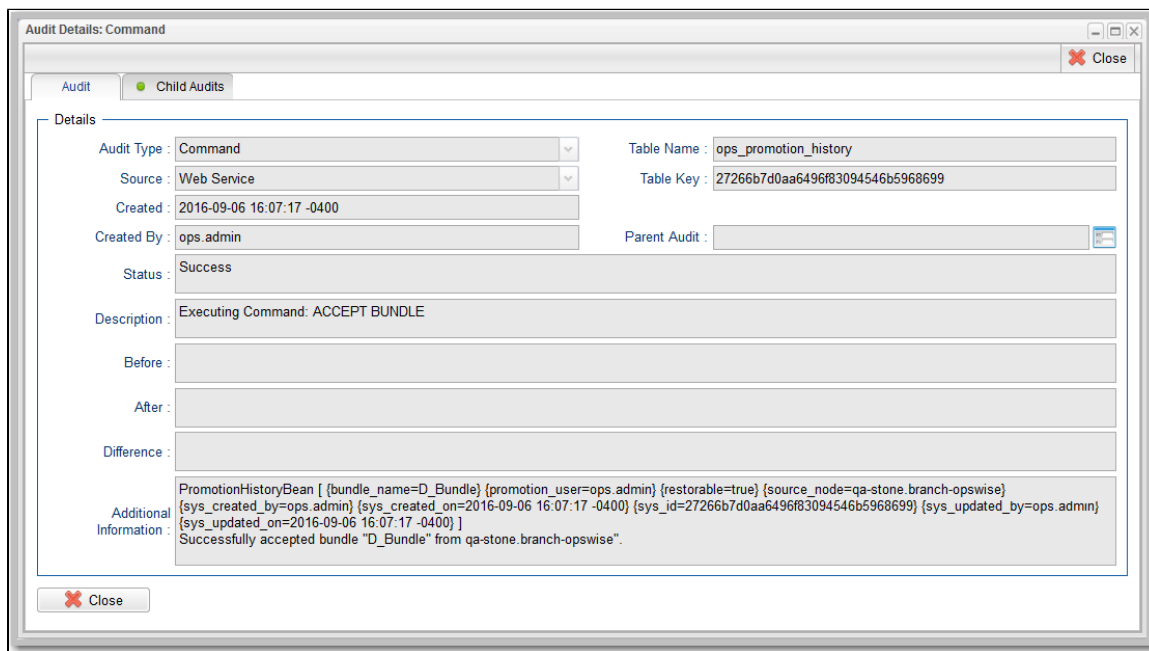 Audit Details: Command
Close
Audit
Child Audits
Details
Audit Type : Command
Table Name : ops_promotion_history
Source : Web Service
Table Key : 27266b7d0aa6496f83094546b5968699
Created : 2016-09-06 16:07:17 -0400
Created By : ops.admin
Parent Audit :
Status : Success
Description : Executing Command: ACCEPT BUNDLE
Before :
After :
Difference :
Additional Information :
PromotionHistoryBean [ {bundle_name=D_Bundle} {promotion_user=ops.admin} {restorable=true} {source_node=qa-stone.branch-opswise}
{sys_created_by=ops.admin} {sys_created_on=2016-09-06 16:07:17 -0400} {sys_id=27266b7d0aa6496f83094546b5968699} {sys_updated_by=ops.admin}
{sys_updated_on=2016-09-06 16:07:17 -0400} ]
Successfully accepted bundle "D_Bundle" from qa-stone.branch-opswise".
Close